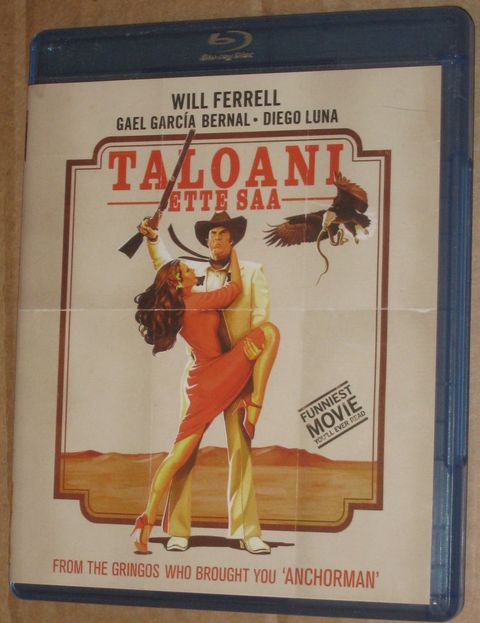 Blu-ray Disc
WILL FERRELL
GAEL GARCÍA BERNAL • DIEGO LUNA
TALOANI
ETTE SAA
FUNNIEST
MOVIE
YOU'LL EVER READ
FROM THE GRINGOS WHO BROUGHT YOU 'ANCHORMAN'